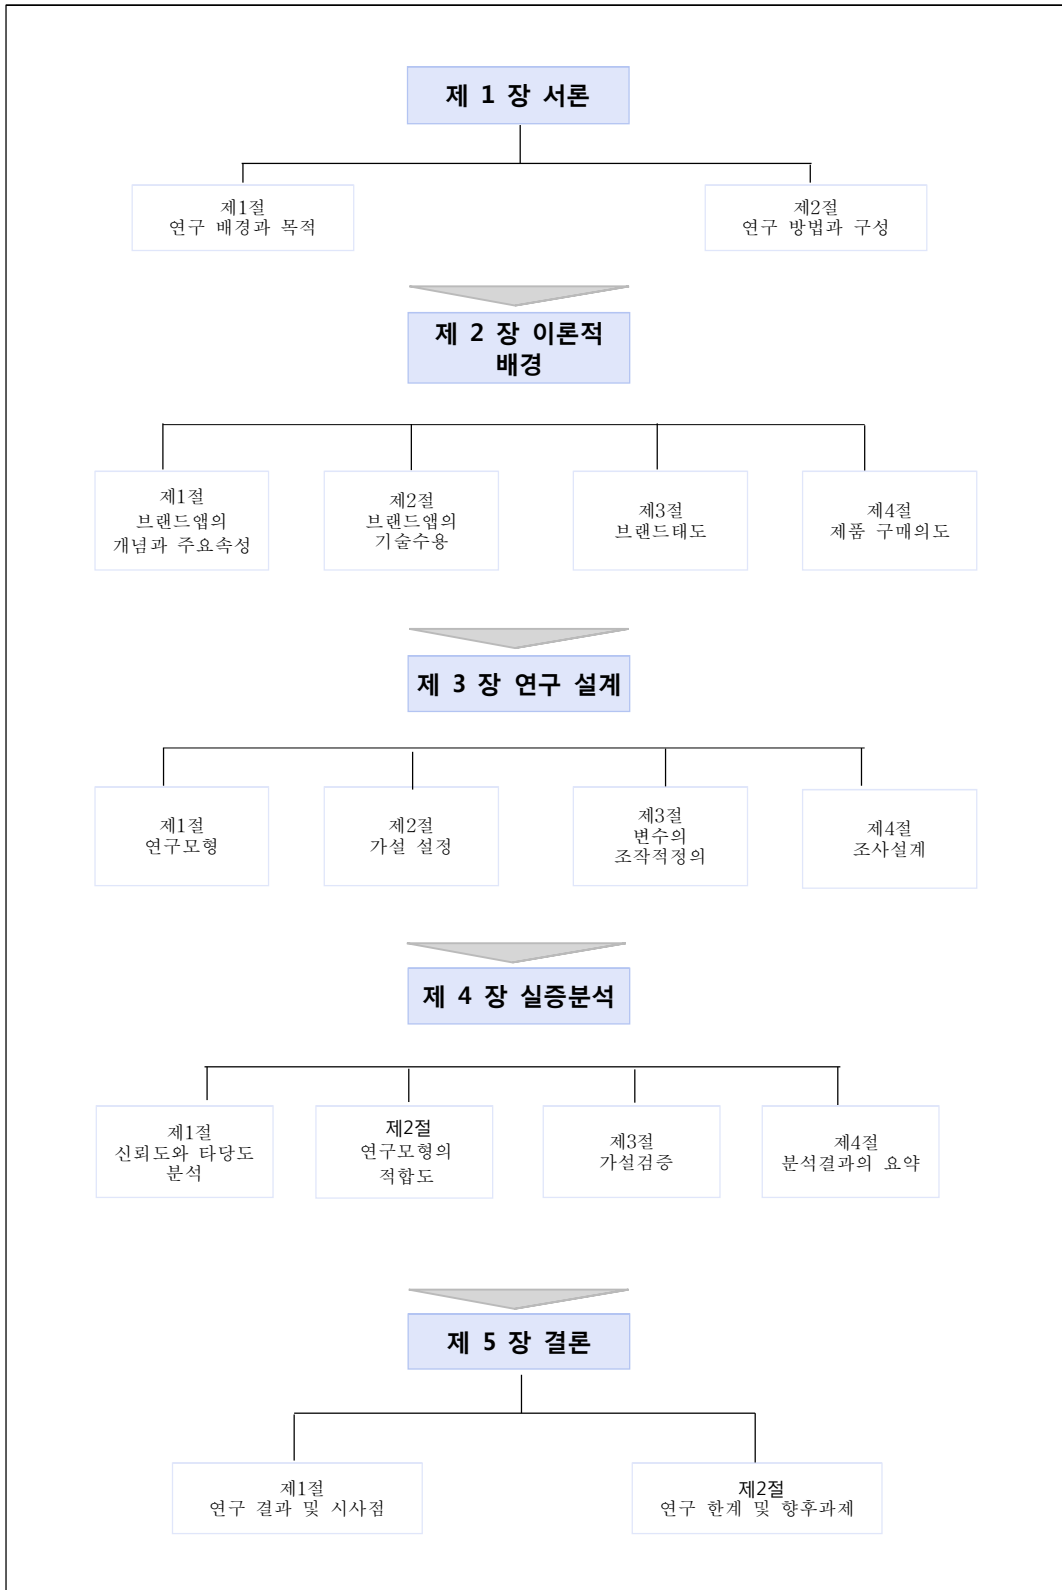 제 1 장 서론
제1절
연구 배경과 목적
제2절
연구 방법과 구성
제 2 장 이론적
배경
제1절
브랜드앱의
개념과 주요속성
제2절
브랜드앱의
기술수용
제3절
브랜드태도
제4절
제품 구매의도
제 3 장 연구 설계
제1절
연구모형
제2절
가설 설정
제3절
변수의
조작적정의
제4절
조사설계
제 4 장 실증분석
제1절
신뢰도와 타당도
분석
제2절
연구모형의
적합도
제3절
가설검증
제4절
분석결과의 요약
제 5 장 결론
제1절
연구 결과 및 시사점
제2절
연구 한계 및 향후과제